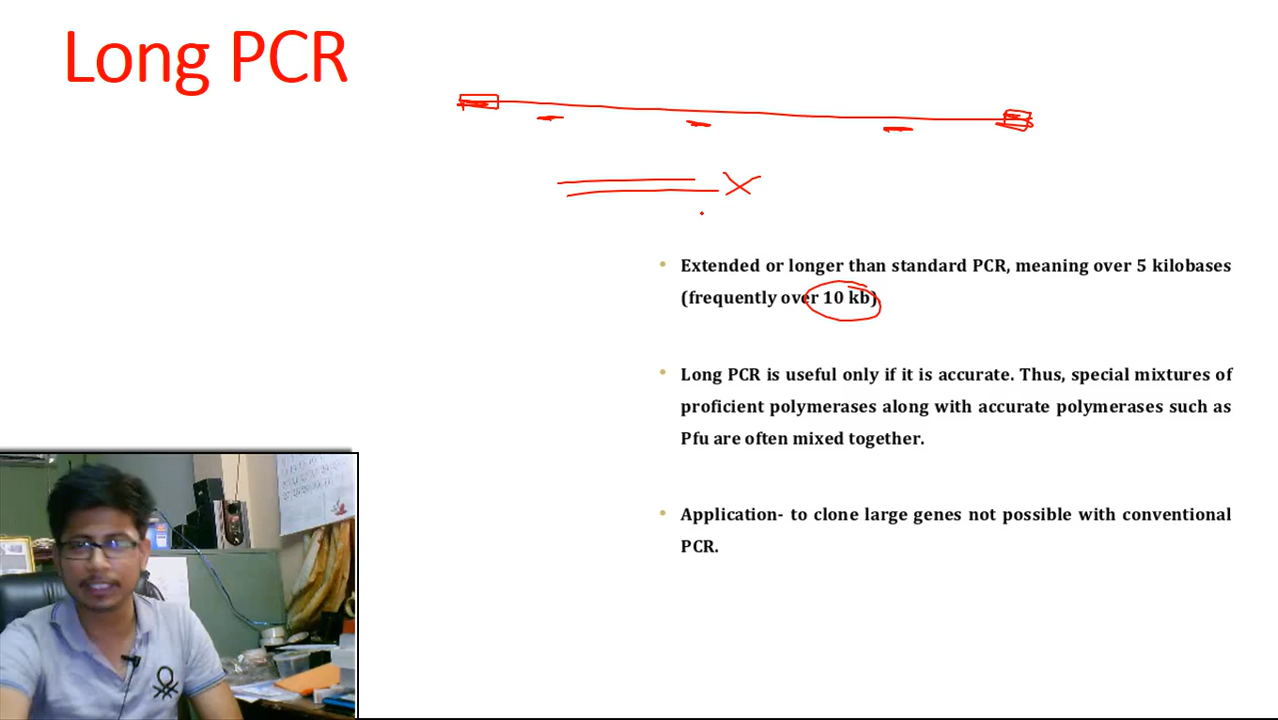 Long PCR
• Extended or longer than standard PCR, meaning over 5 kilobases
(frequently over 10 kb)
• Long PCR is useful only if it is accurate. Thus, special mixtures of
proficient polymerases along with accurate polymerases such as
Pfu are often mixed together.
• Application- to clone large genes not possible with conventional
PCR.